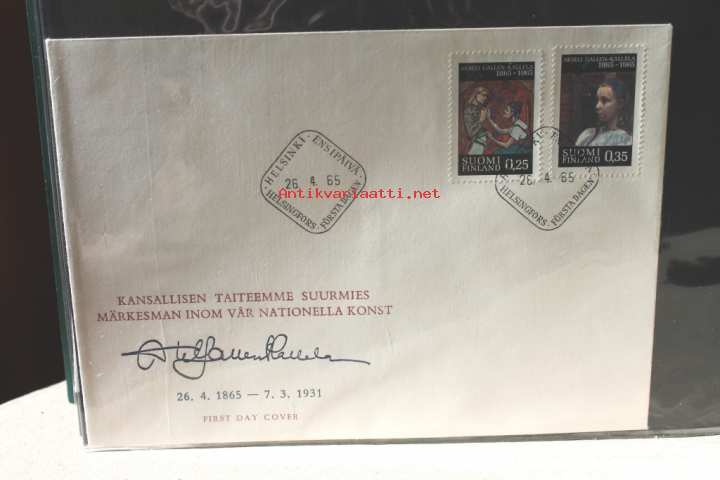 AKSELI GALLEN-KALLELA
1865-1965
SUOMI
FINLAND 0,25
AKSELI GALLEN-KALLELA
1865-1965
SUOMI
FINLAND 0,35
HELSINKI - ENSIPÄIVÄ
26. 4. 65
HELSINGFORS - FÖRSTA DAGEN
26. 4. 65
HELSINGFORS - FÖRSTA DAGEN
Antikvariaatti.net
KANSALLISEN TAITEEMME SUURMIES
MÄRKESMAN INOM VÅR NATIONELLA KONST
26. 4. 1865 — 7. 3. 1931
FIRST DAY COVER